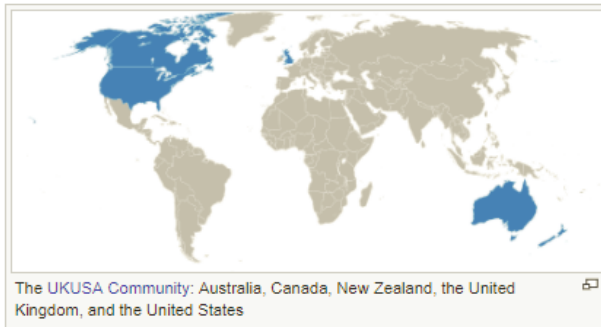 The UKUSA Community: Australia, Canada, New Zealand, the United
Kingdom, and the United States